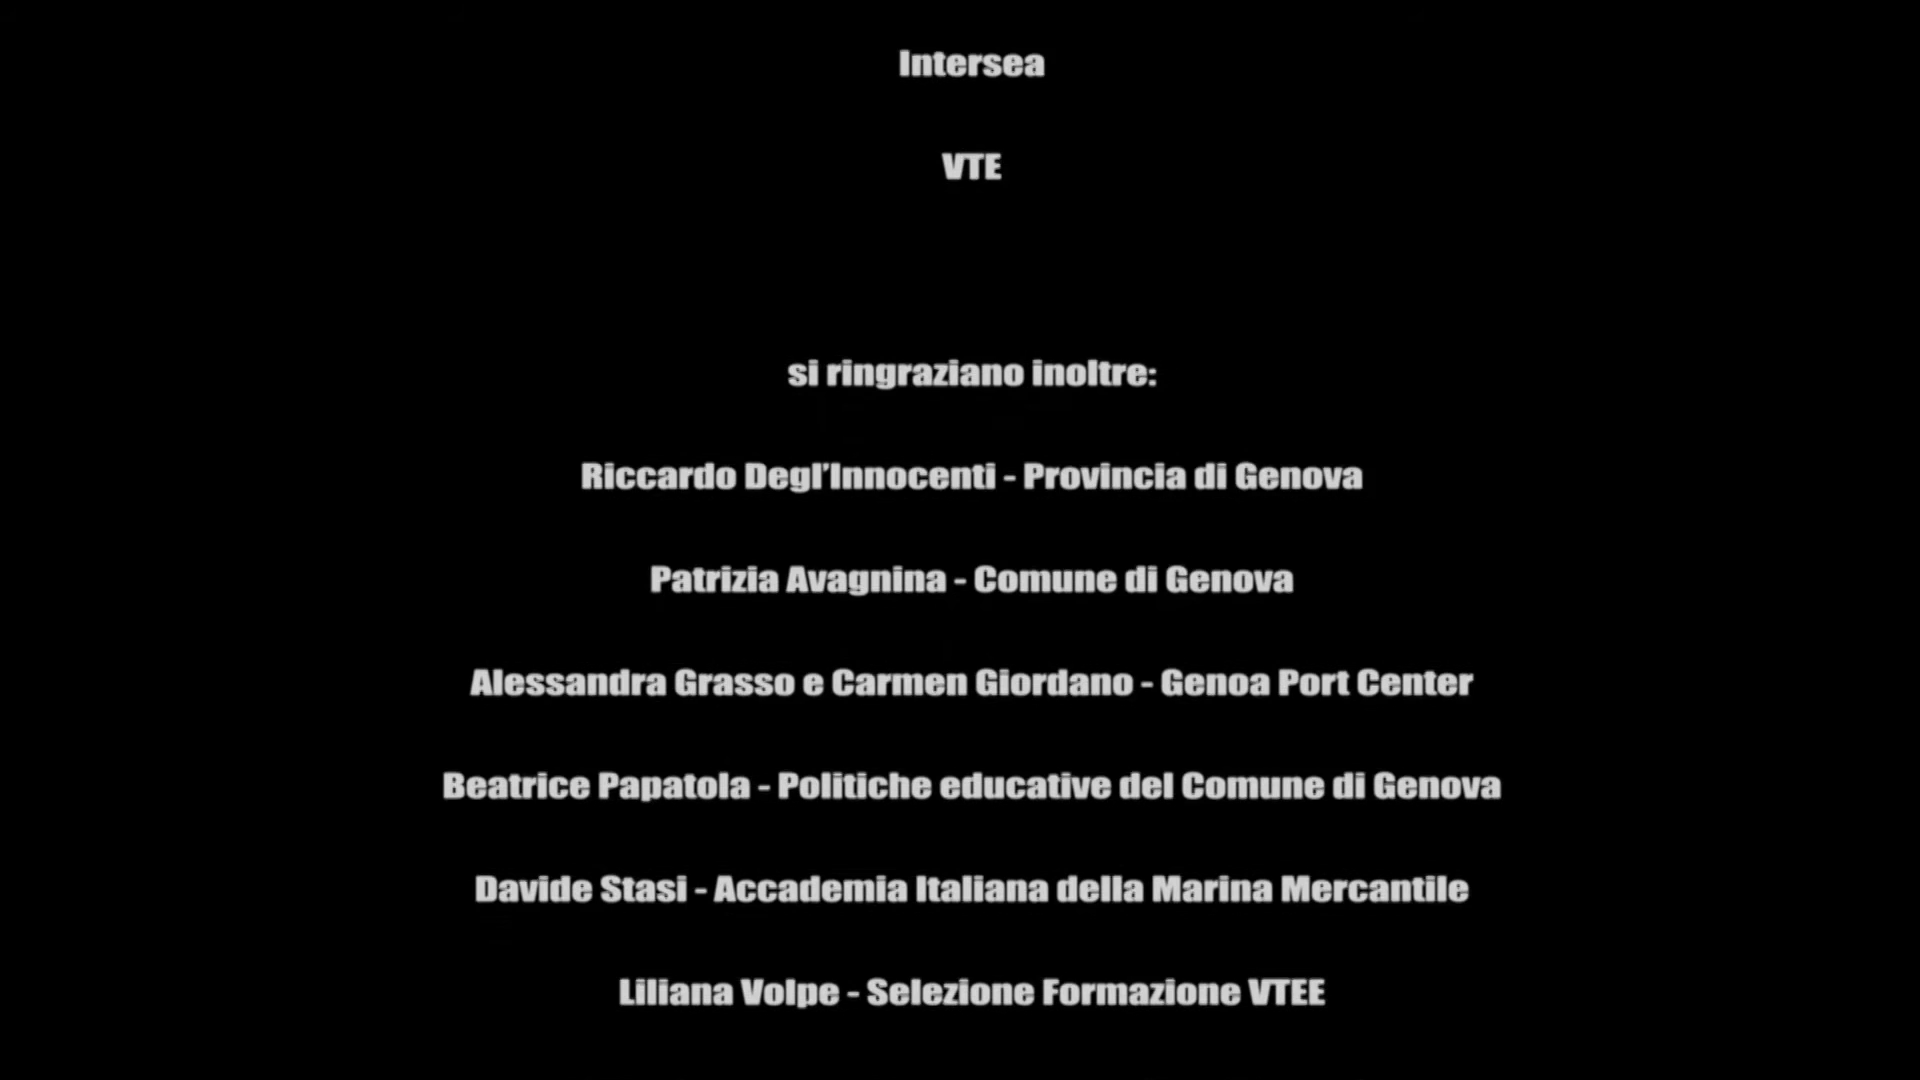 Intersea
VTE
si ringraziano inoltre:
Riccardo Degl’Innocenti - Provincia di Genova
Patrizia Avagnina - Comune di Genova
Alessandra Grasso e Carmen Giordano - Genoa Port Center
Beatrice Papatola - Politiche educative del Comune di Genova
Davide Stasi - Accademia Italiana della Marina Mercantile
Liliana Volpe - Selezione Formazione VTEE